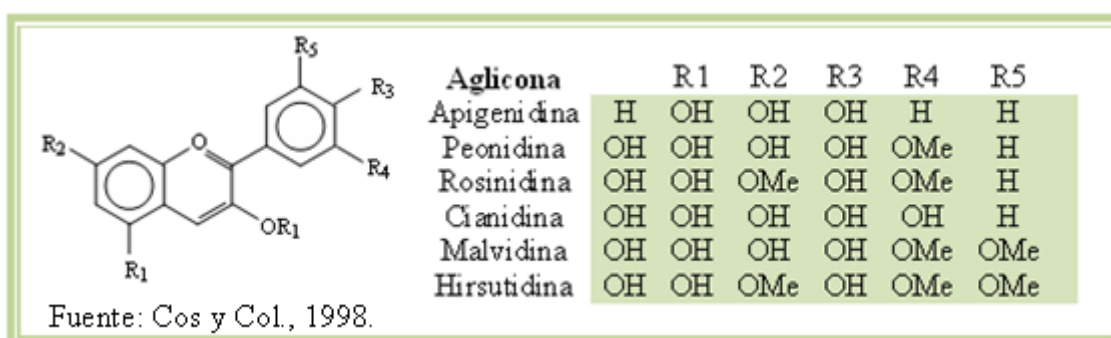 R5
R3
R2
O
R4
OR1
R1
Fuente: Cos y Col., 1998.
Aglicona R1 R2 R3 R4 R5
Apigenidina H OH OH OH H H
Peonidina OH OH OH OH OMe H
Rosinidina OH OH OMe OH OMe H
Cianidina OH OH OH OH OH H
Malvidina OH OH OH OH OMe OMe
Hirsutidina OH OH OMe OH OMe OMe